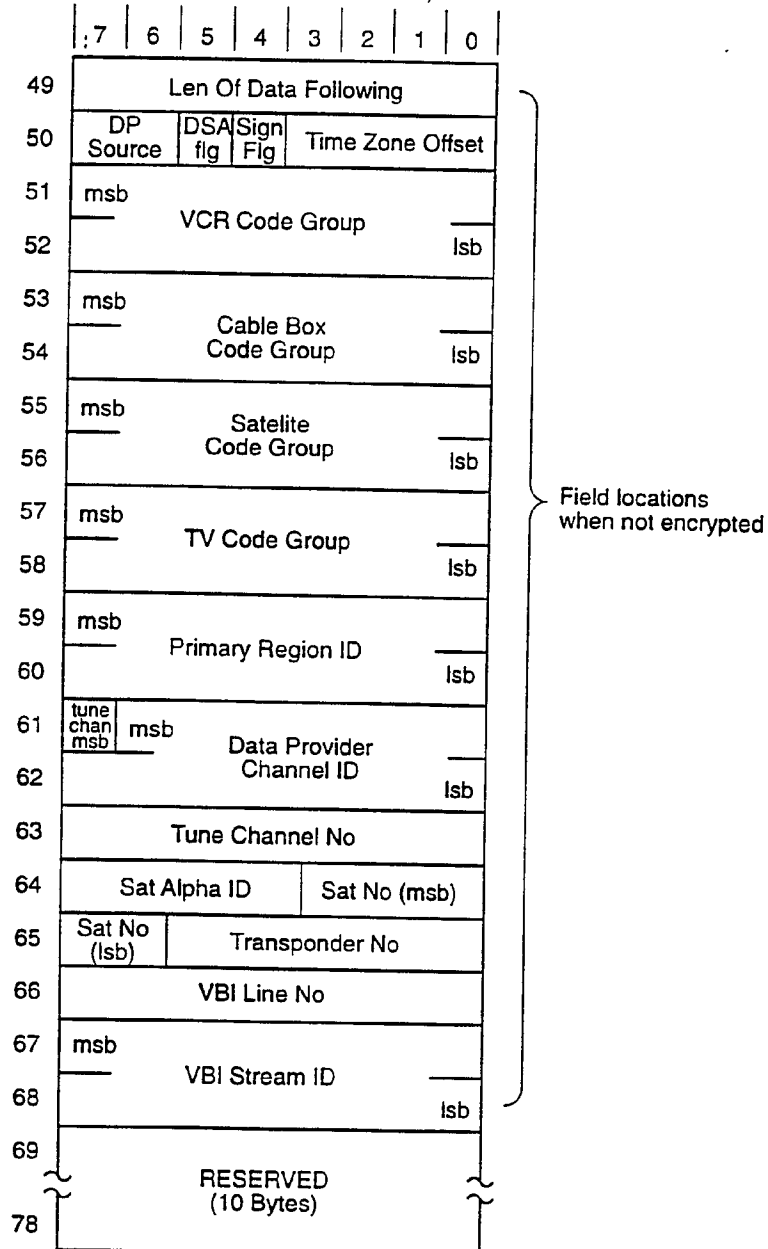 7 6 5 4 3 2 1 0
49 Len Of Data Following
50 DP Source DSA flg Sign Flg Time Zone Offset
51 msb
VCR Code Group
52 lsb
53 msb
Cable Box
54 Code Group lsb
55 msb
Satelite
56 Code Group lsb
57 msb
TV Code Group
58 lsb
Field locations
when not encrypted
59 msb
Primary Region ID
60 lsb
61 tune chan msb msb
Data Provider
62 Channel ID lsb
63 Tune Channel No
64 Sat Alpha ID Sat No (msb)
65 Sat No (lsb) Transponder No
66 VBI Line No
67 msb
VBI Stream ID
68 lsb
69
RESERVED
(10 Bytes)
78